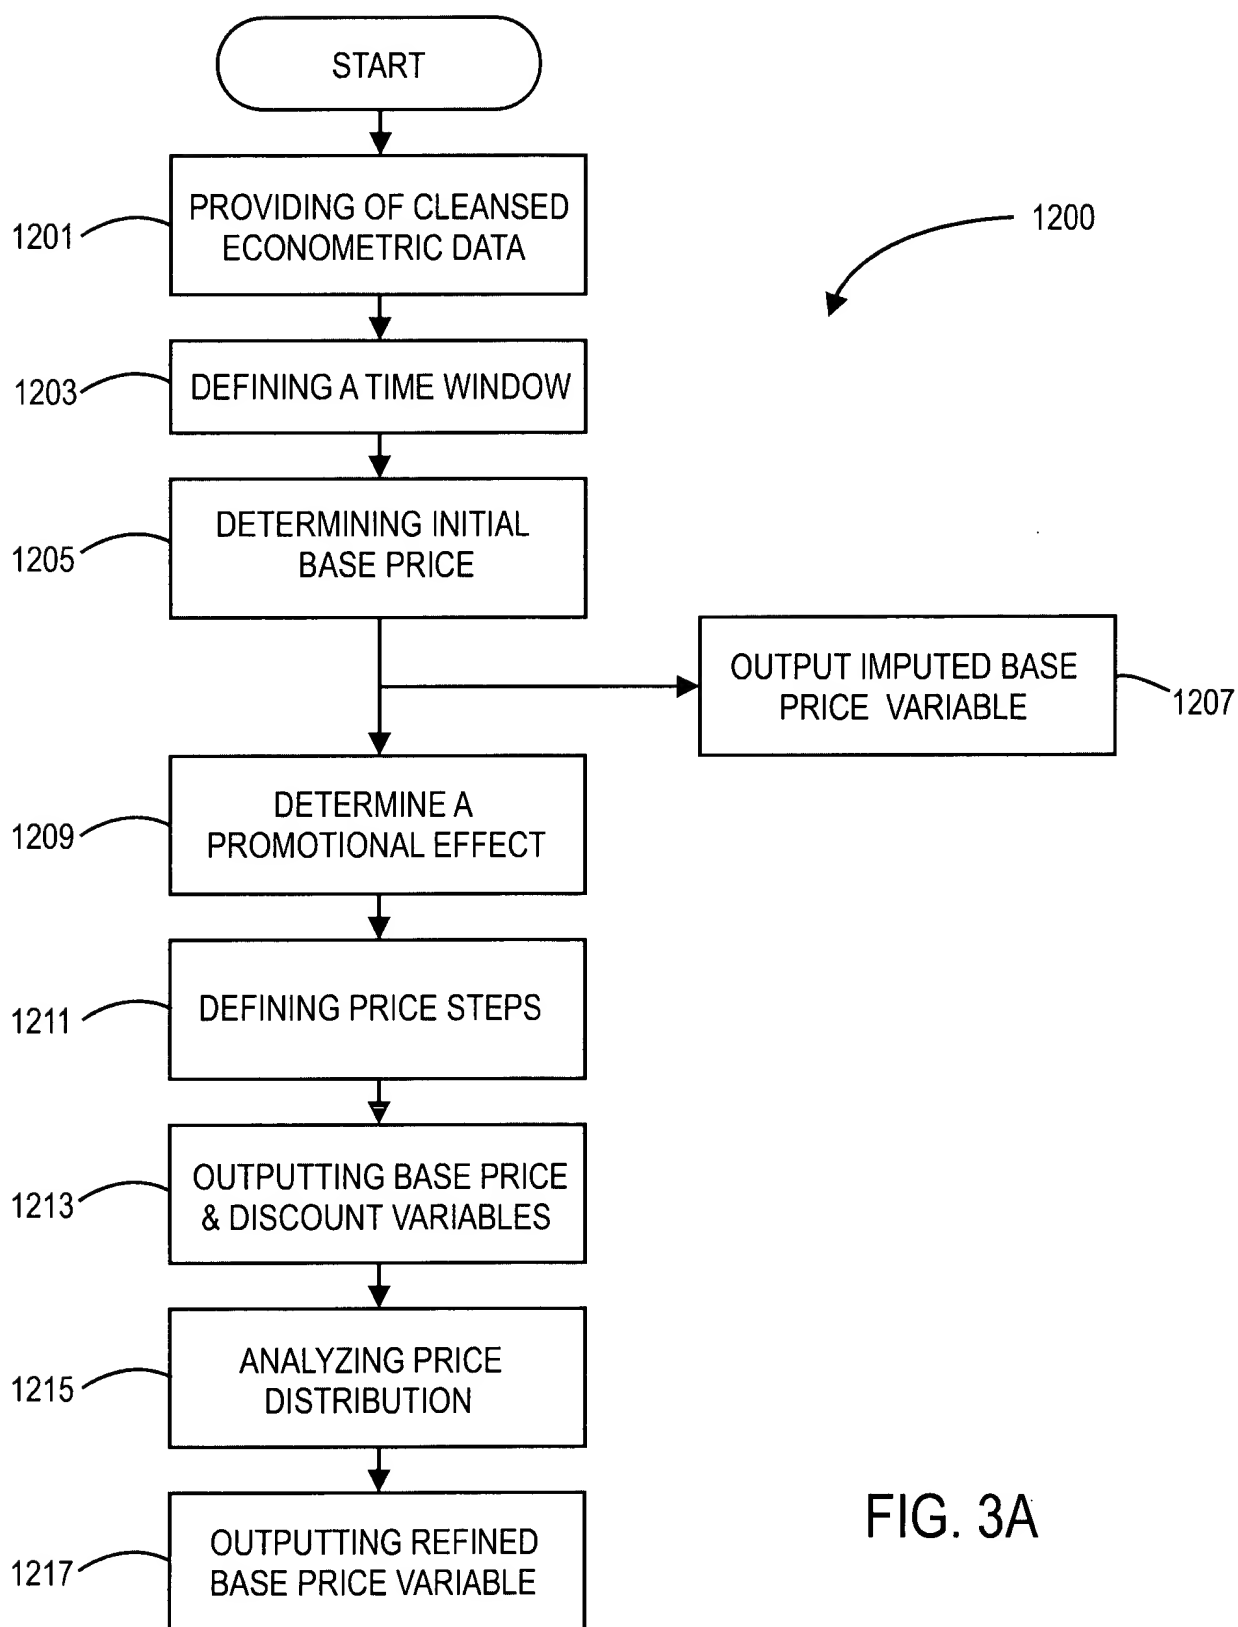 START
PROVIDING OF CLEANSED
ECONOMETRIC DATA
1201
1200
DEFINING A TIME WINDOW
1203
DETERMINING INITIAL
BASE PRICE
1205
OUTPUT IMPUTED BASE
PRICE VARIABLE
1207
DETERMINE A
PROMOTIONAL EFFECT
1209
DEFINING PRICE STEPS
1211
OUTPUTTING BASE PRICE
& DISCOUNT VARIABLES
1213
ANALYZING PRICE
DISTRIBUTION
1215
OUTPUTTING REFINED
BASE PRICE VARIABLE
1217
FIG. 3A